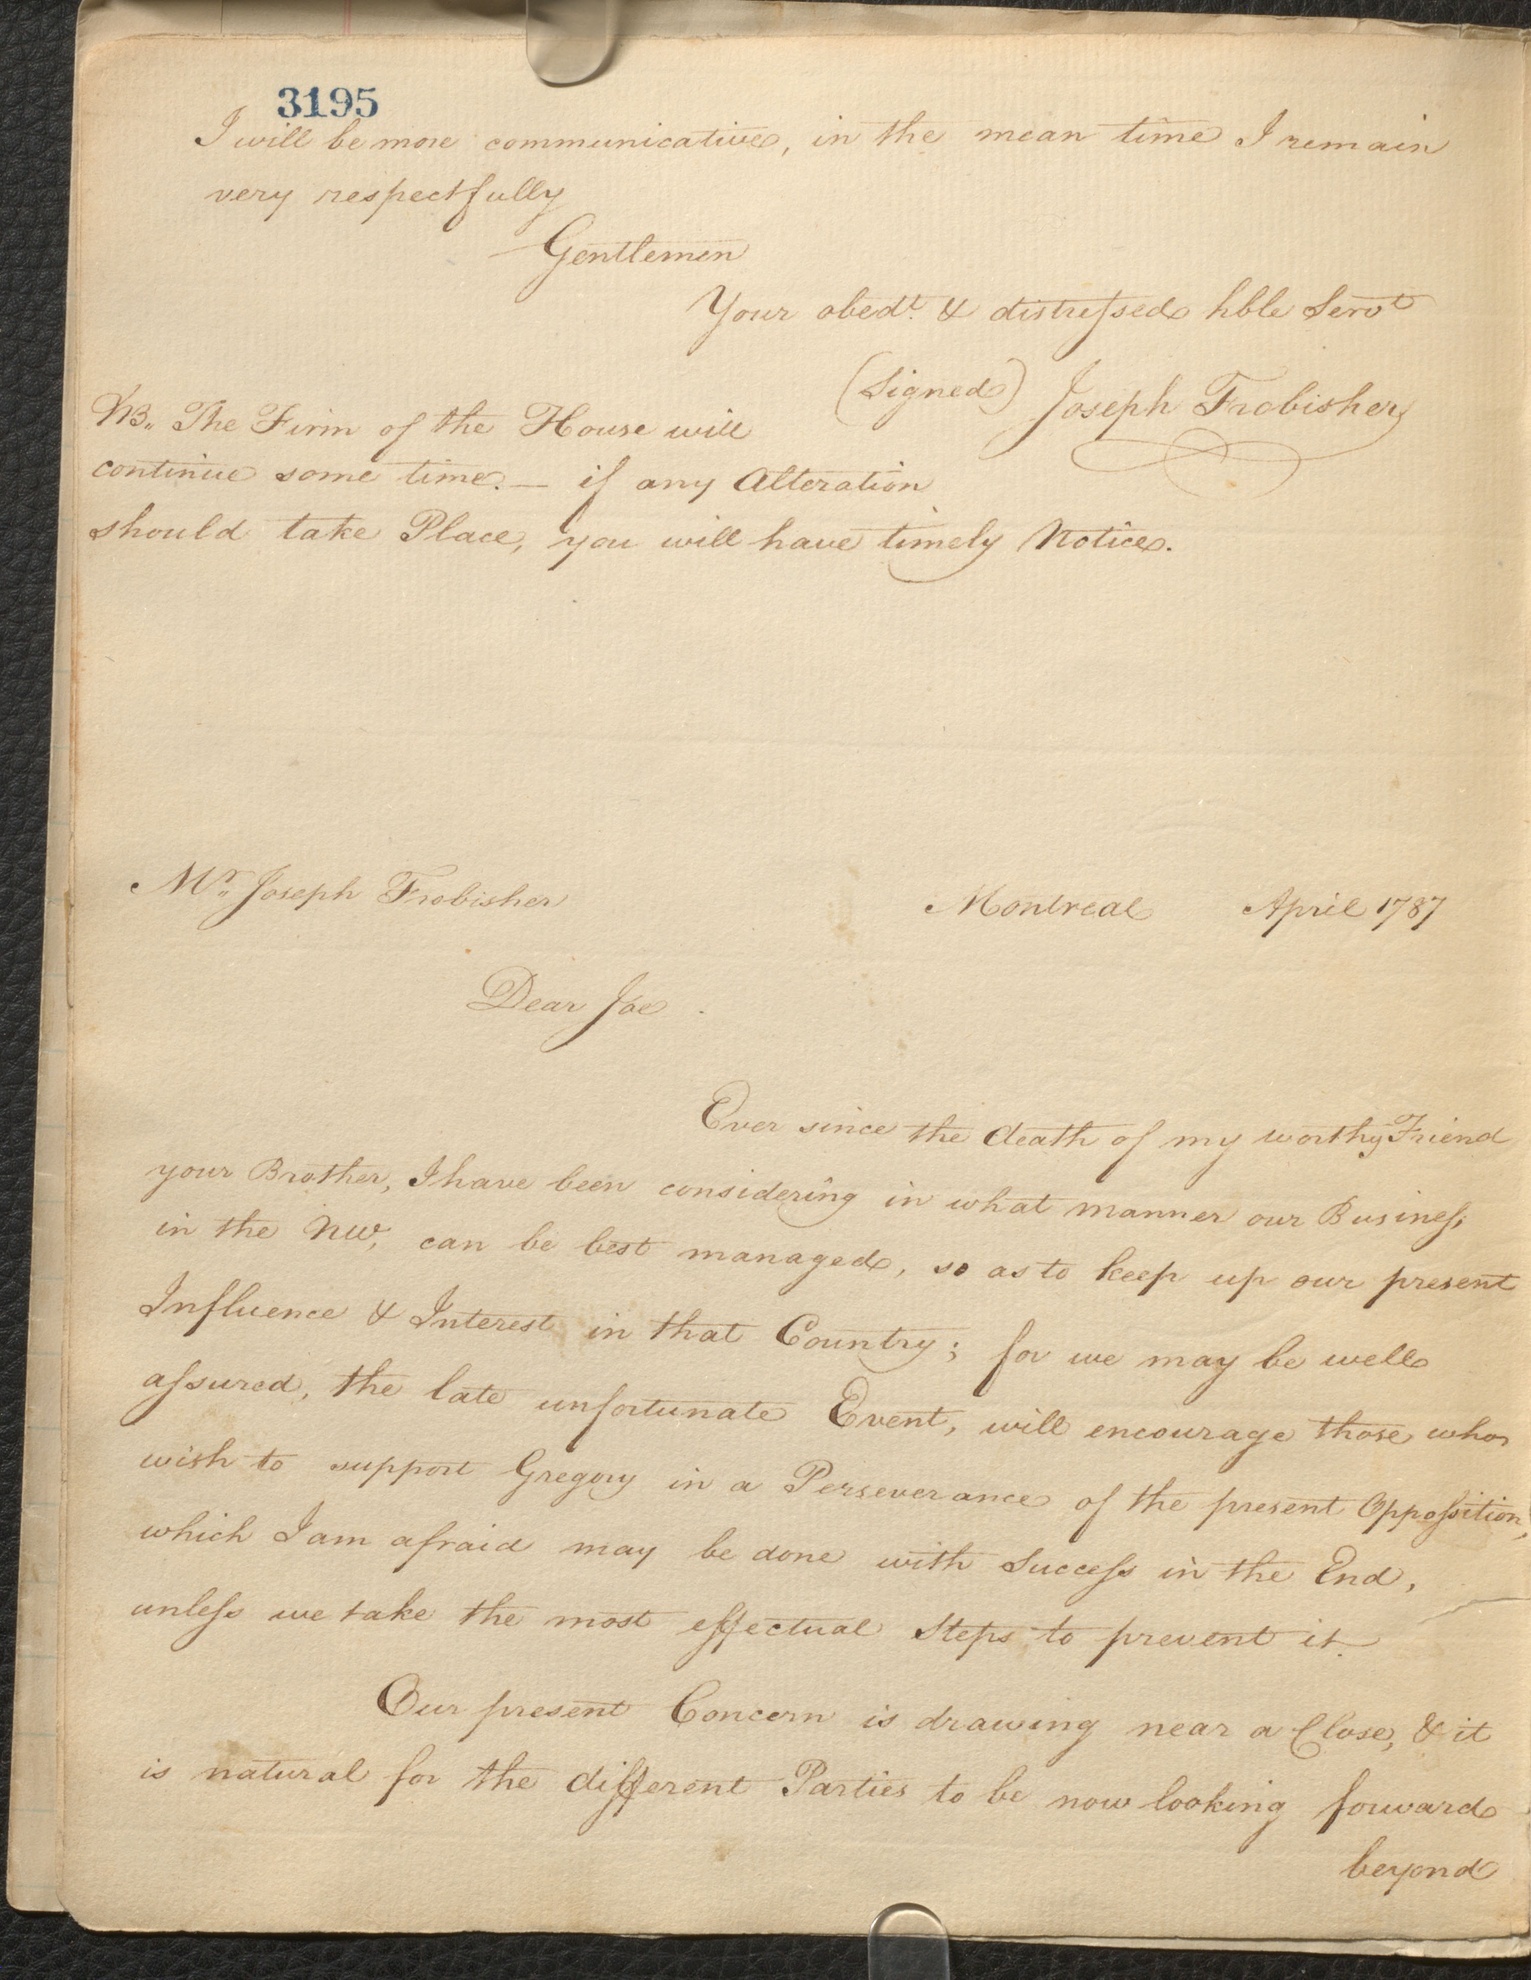 3195
I will be more communicative, in the mean time I remain
very respectfully
Gentlemen
Your obedt. & distressed hble Servt
(Signed) Joseph Frobisher
NB. The Firm of the House will
continue some time. — if any Alteration
should take Place, you will have timely Notice.
Mr. Joseph Frobisher
Montreal April 1787
Dear Joe .
Ever since the death of my worthy Friend
your Brother, I have been considering in what manner our Business
in the NW, can be best managed, so as to keep up our present
Influence & Interest in that Country; for we may be well
assured, the late unfortunate Event, will encourage those who
wish to support Gregory in a Perseverance of the present Opposition,
which I am afraid may be done with Success in the End,
unless we take the most effectual Steps to prevent it.
Our present Concern is drawing near a Close, & it
is natural for the different Parties to be now looking forward
beyond